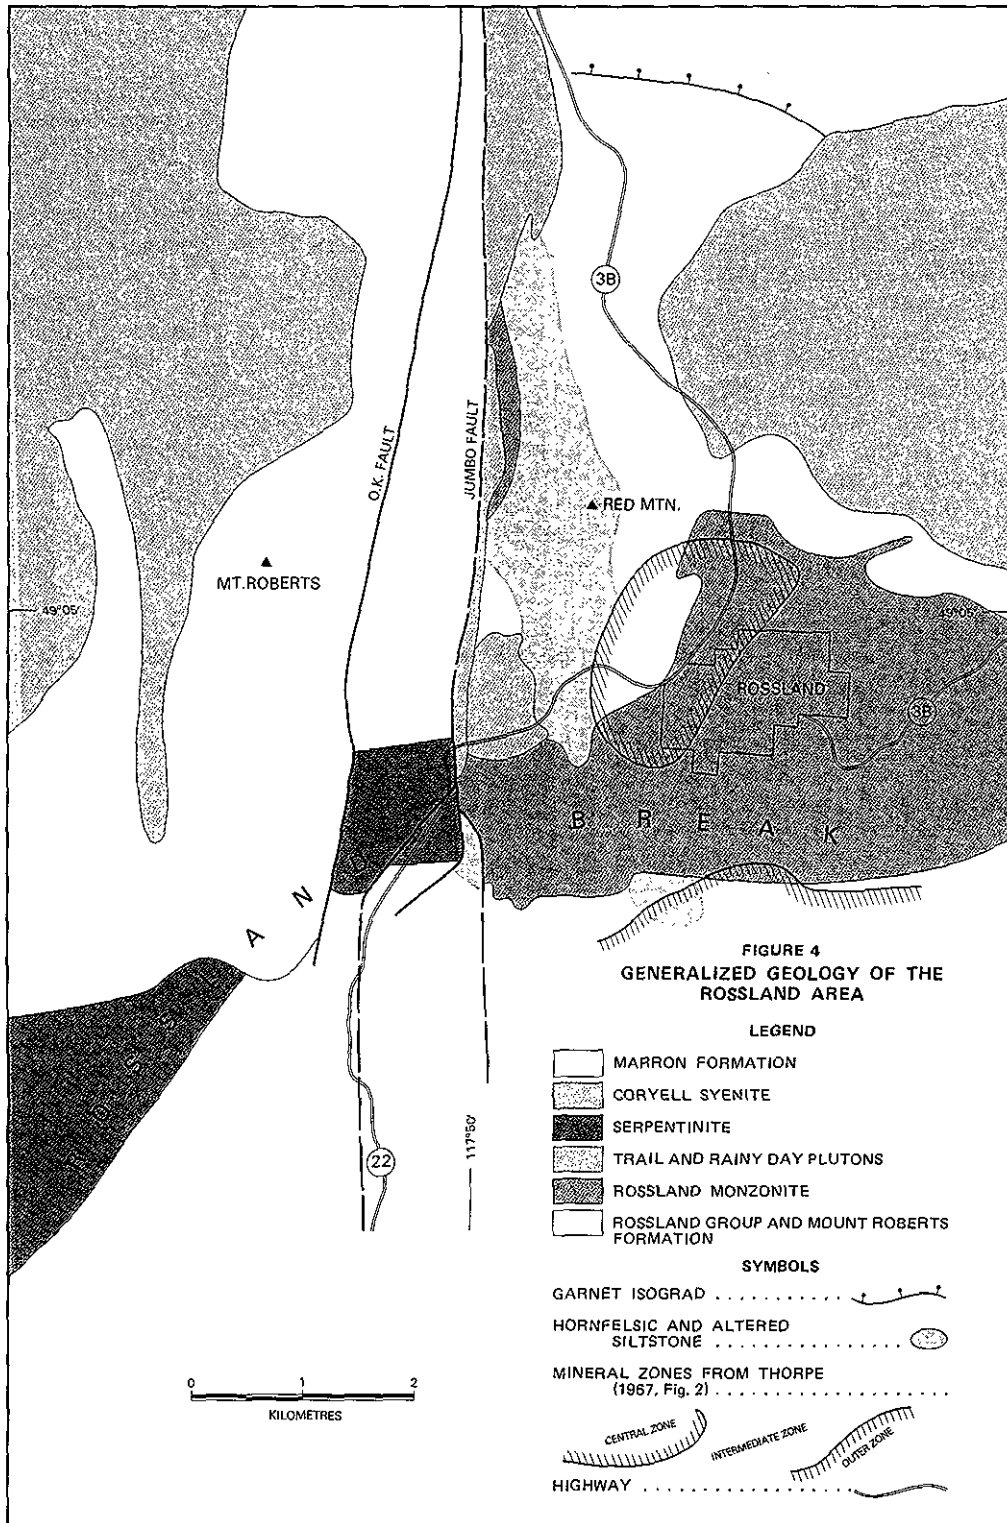 3B
O.K. FAULT
JUMBO FAULT
RED MTN.
MT. ROBERTS
49°05'
49°05'
ROSSLAND
3B
B R E A K
A N D
FIGURE 4
GENERALIZED GEOLOGY OF THE
ROSSLAND AREA
LEGEND
MARRON FORMATION
CORYELL SYENITE
SERPENTINITE
TRAIL AND RAINY DAY PLUTONS
ROSSLAND MONZONITE
ROSSLAND GROUP AND MOUNT ROBERTS
FORMATION
117°50'
22
SYMBOLS
GARNET ISOGRAD . . . . . . . . . . . .
HORNFELSIC AND ALTERED
SILTSTONE . . . . . . . . . . . . . . . .
MINERAL ZONES FROM THORPE
(1967, Fig. 2) . . . . . . . . . . . . . . . . . . .
CENTRAL ZONE
INTERMEDIATE ZONE
OUTER ZONE
HIGHWAY . . . . . . . . . . . . . . . . . .
0 1 2
KILOMETRES